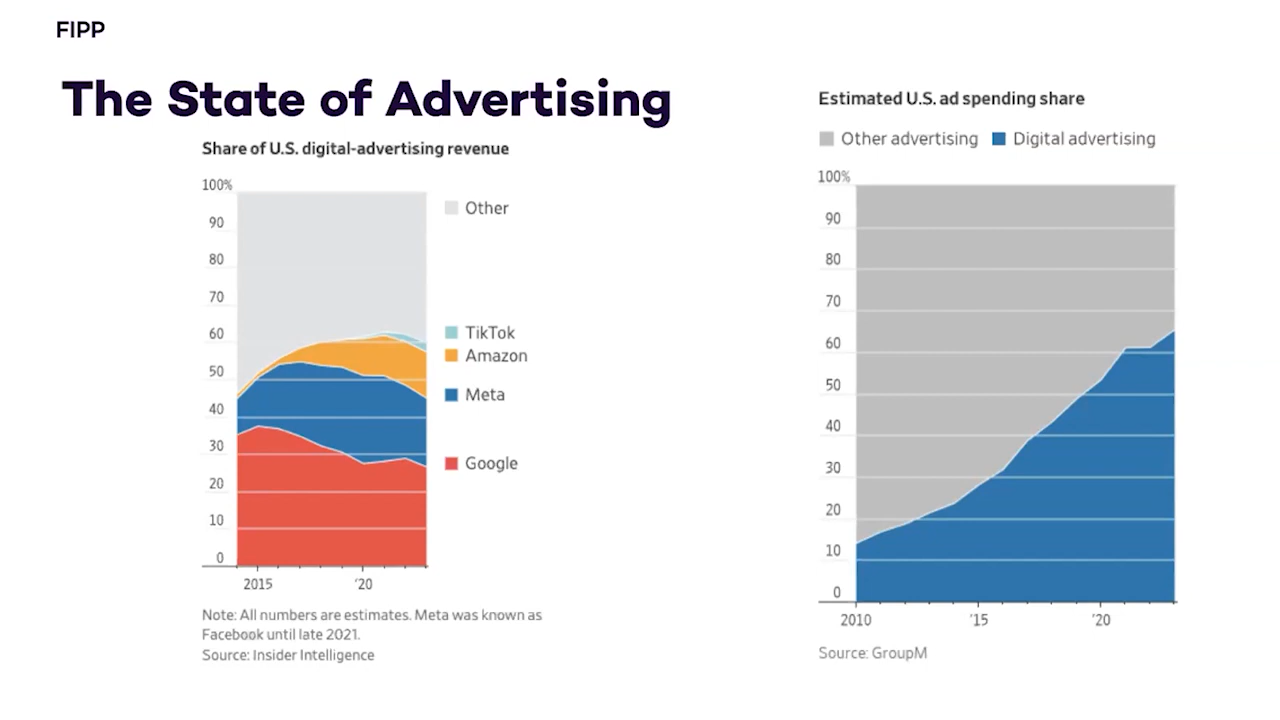 FIPP
The State of Advertising
Share of U.S. digital-advertising revenue
100%
90
80
70
60
50
40
30
20
10
0
2015 '20
Other
TikTok
Amazon
Meta
Google
Note: All numbers are estimates. Meta was known as
Facebook until late 2021.
Source: Insider Intelligence
Estimated U.S. ad spending share
Other advertising Digital advertising
100%
90
80
70
60
50
40
30
20
10
0
2010 '15 '20
Source: GroupM